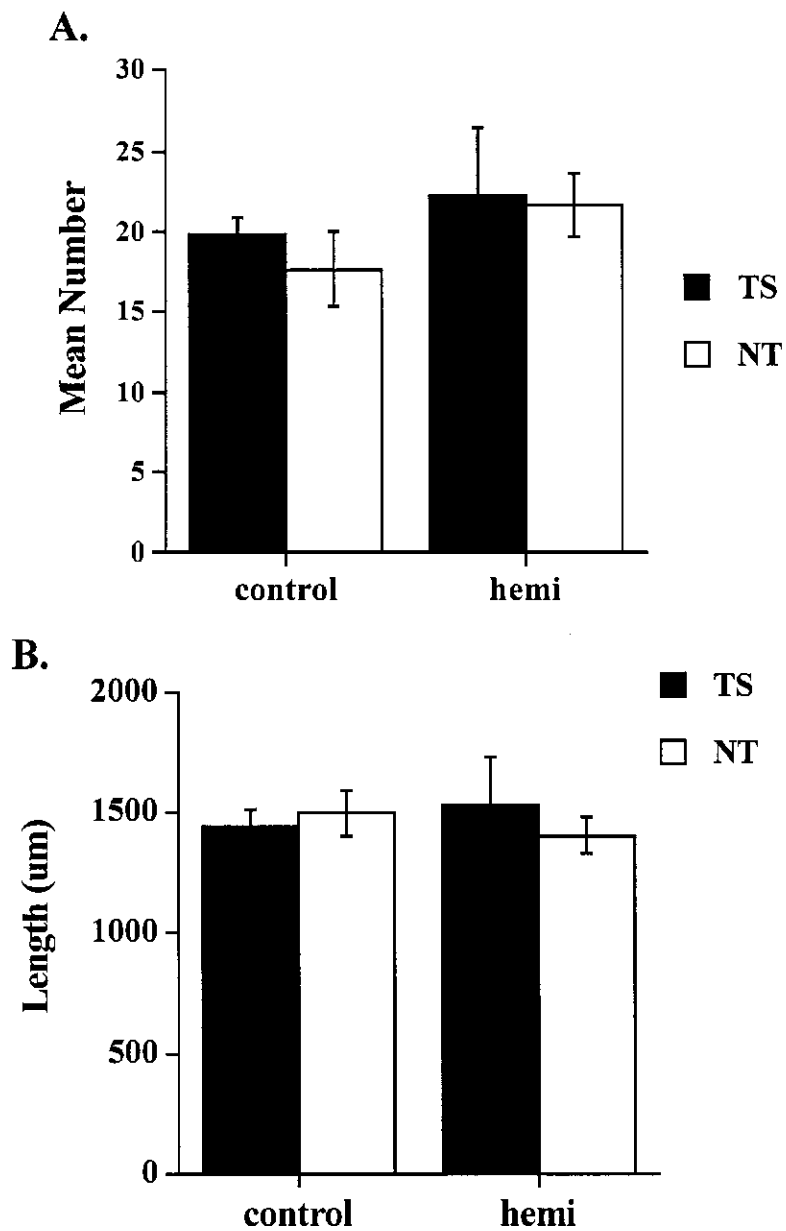 A.
30
25
20
15
10
5
0
Mean Number
control hemi
TS
NT
B.
2000
1500
1000
500
0
Length (um)
control hemi
TS
NT